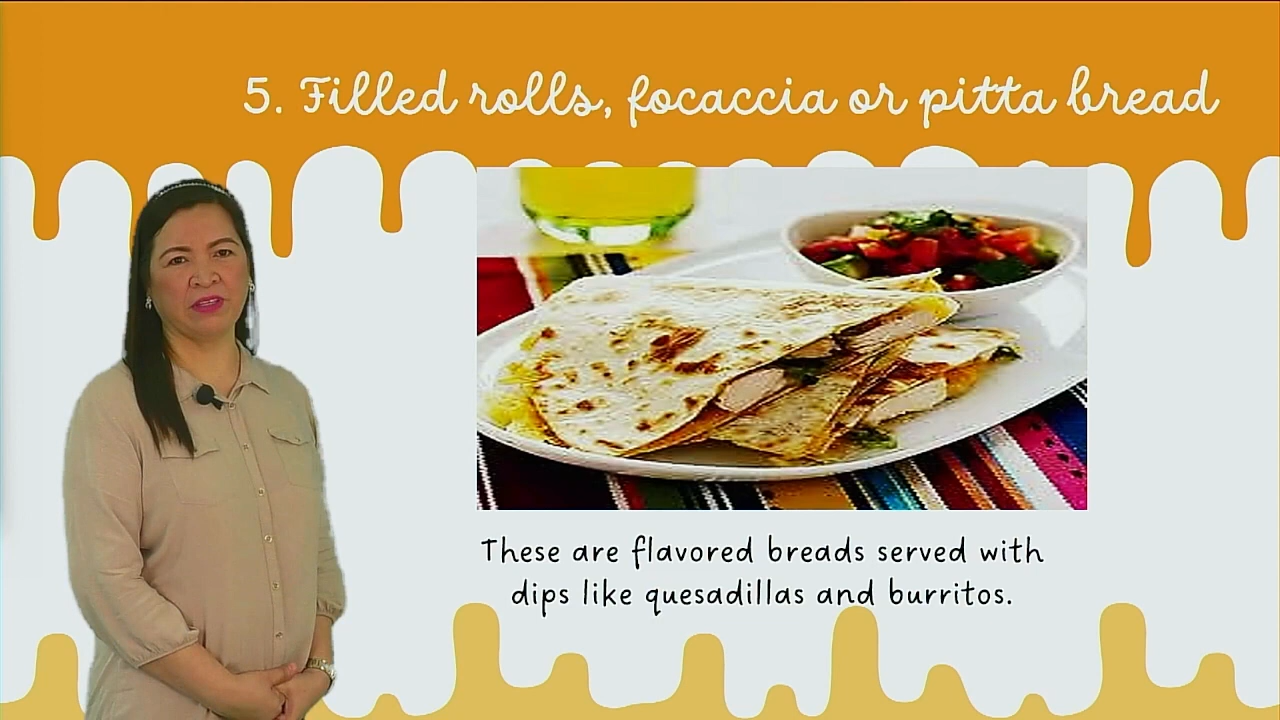 5. Filled rolls, focaccia or pitta bread
These are flavored breads served with
dips like quesadillas and burritos.